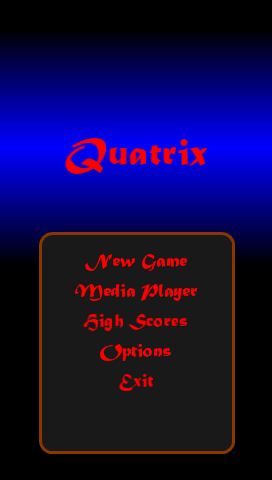 Quatrix
New Game
Media Player
High Scores
Options
Exit